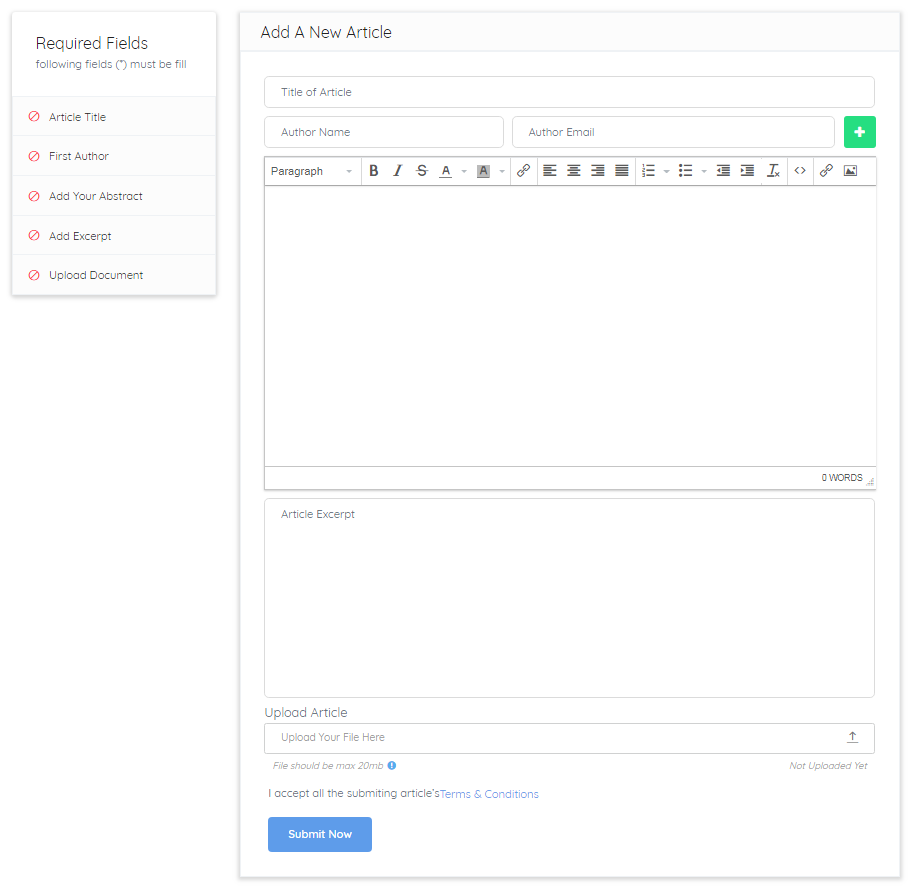 Required Fields
following fields (*) must be fill
Article Title
First Author
Add Your Abstract
Add Excerpt
Upload Document
Add A New Article
Title of Article
Author Name
Author Email
Paragraph
0 WORDS
Article Excerpt
Upload Article
Upload Your File Here
File should be max 20mb
Not Uploaded Yet
I accept all the submiting article'sTerms & Conditions
Submit Now